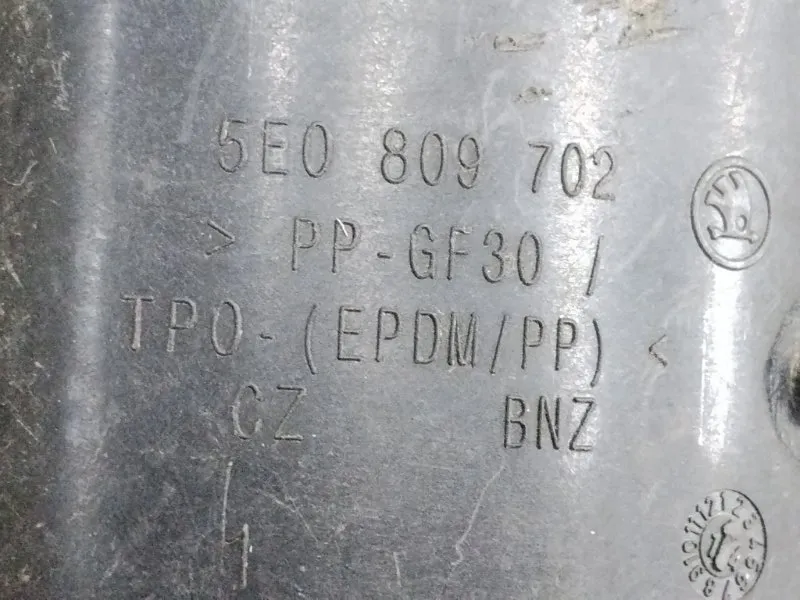 5E0 809 702
> PP-GF30 /
TPO-(EPDM/PP) <
CZ BNZ